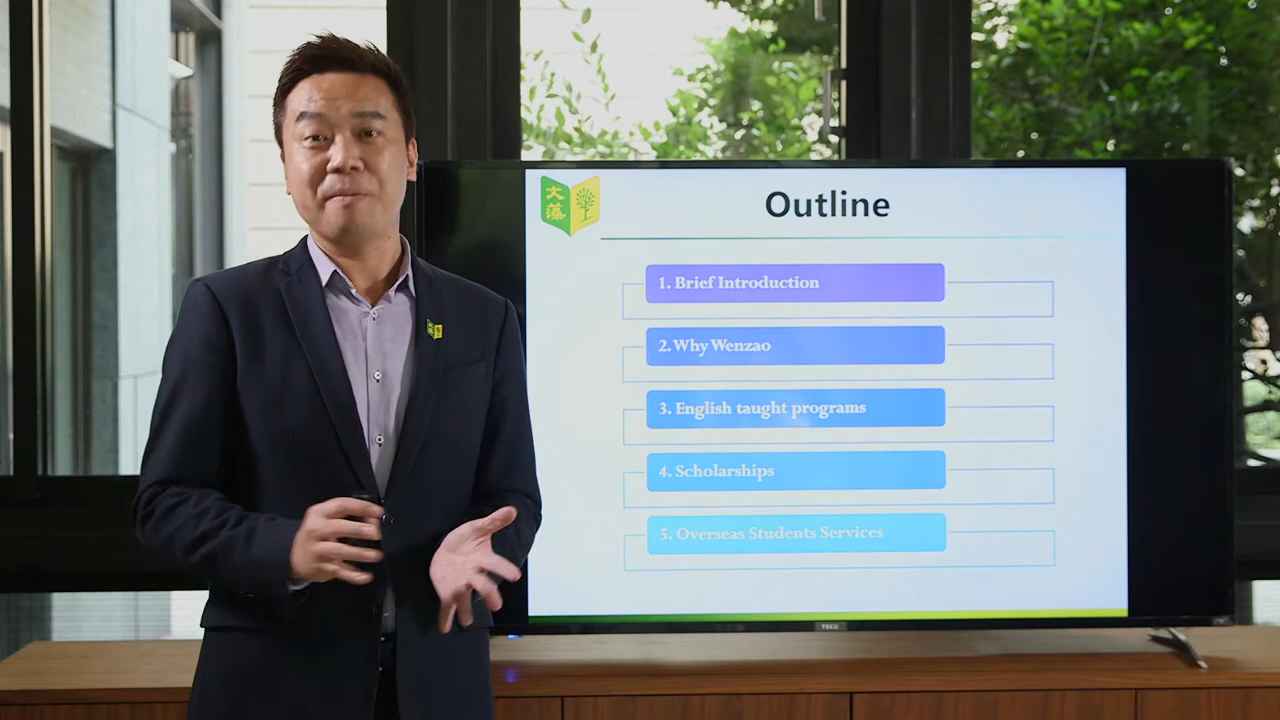 文
藻
Outline
1. Brief Introduction
2. Why Wenzao
3. English taught programs
4. Scholarships
5. Overseas Students Services